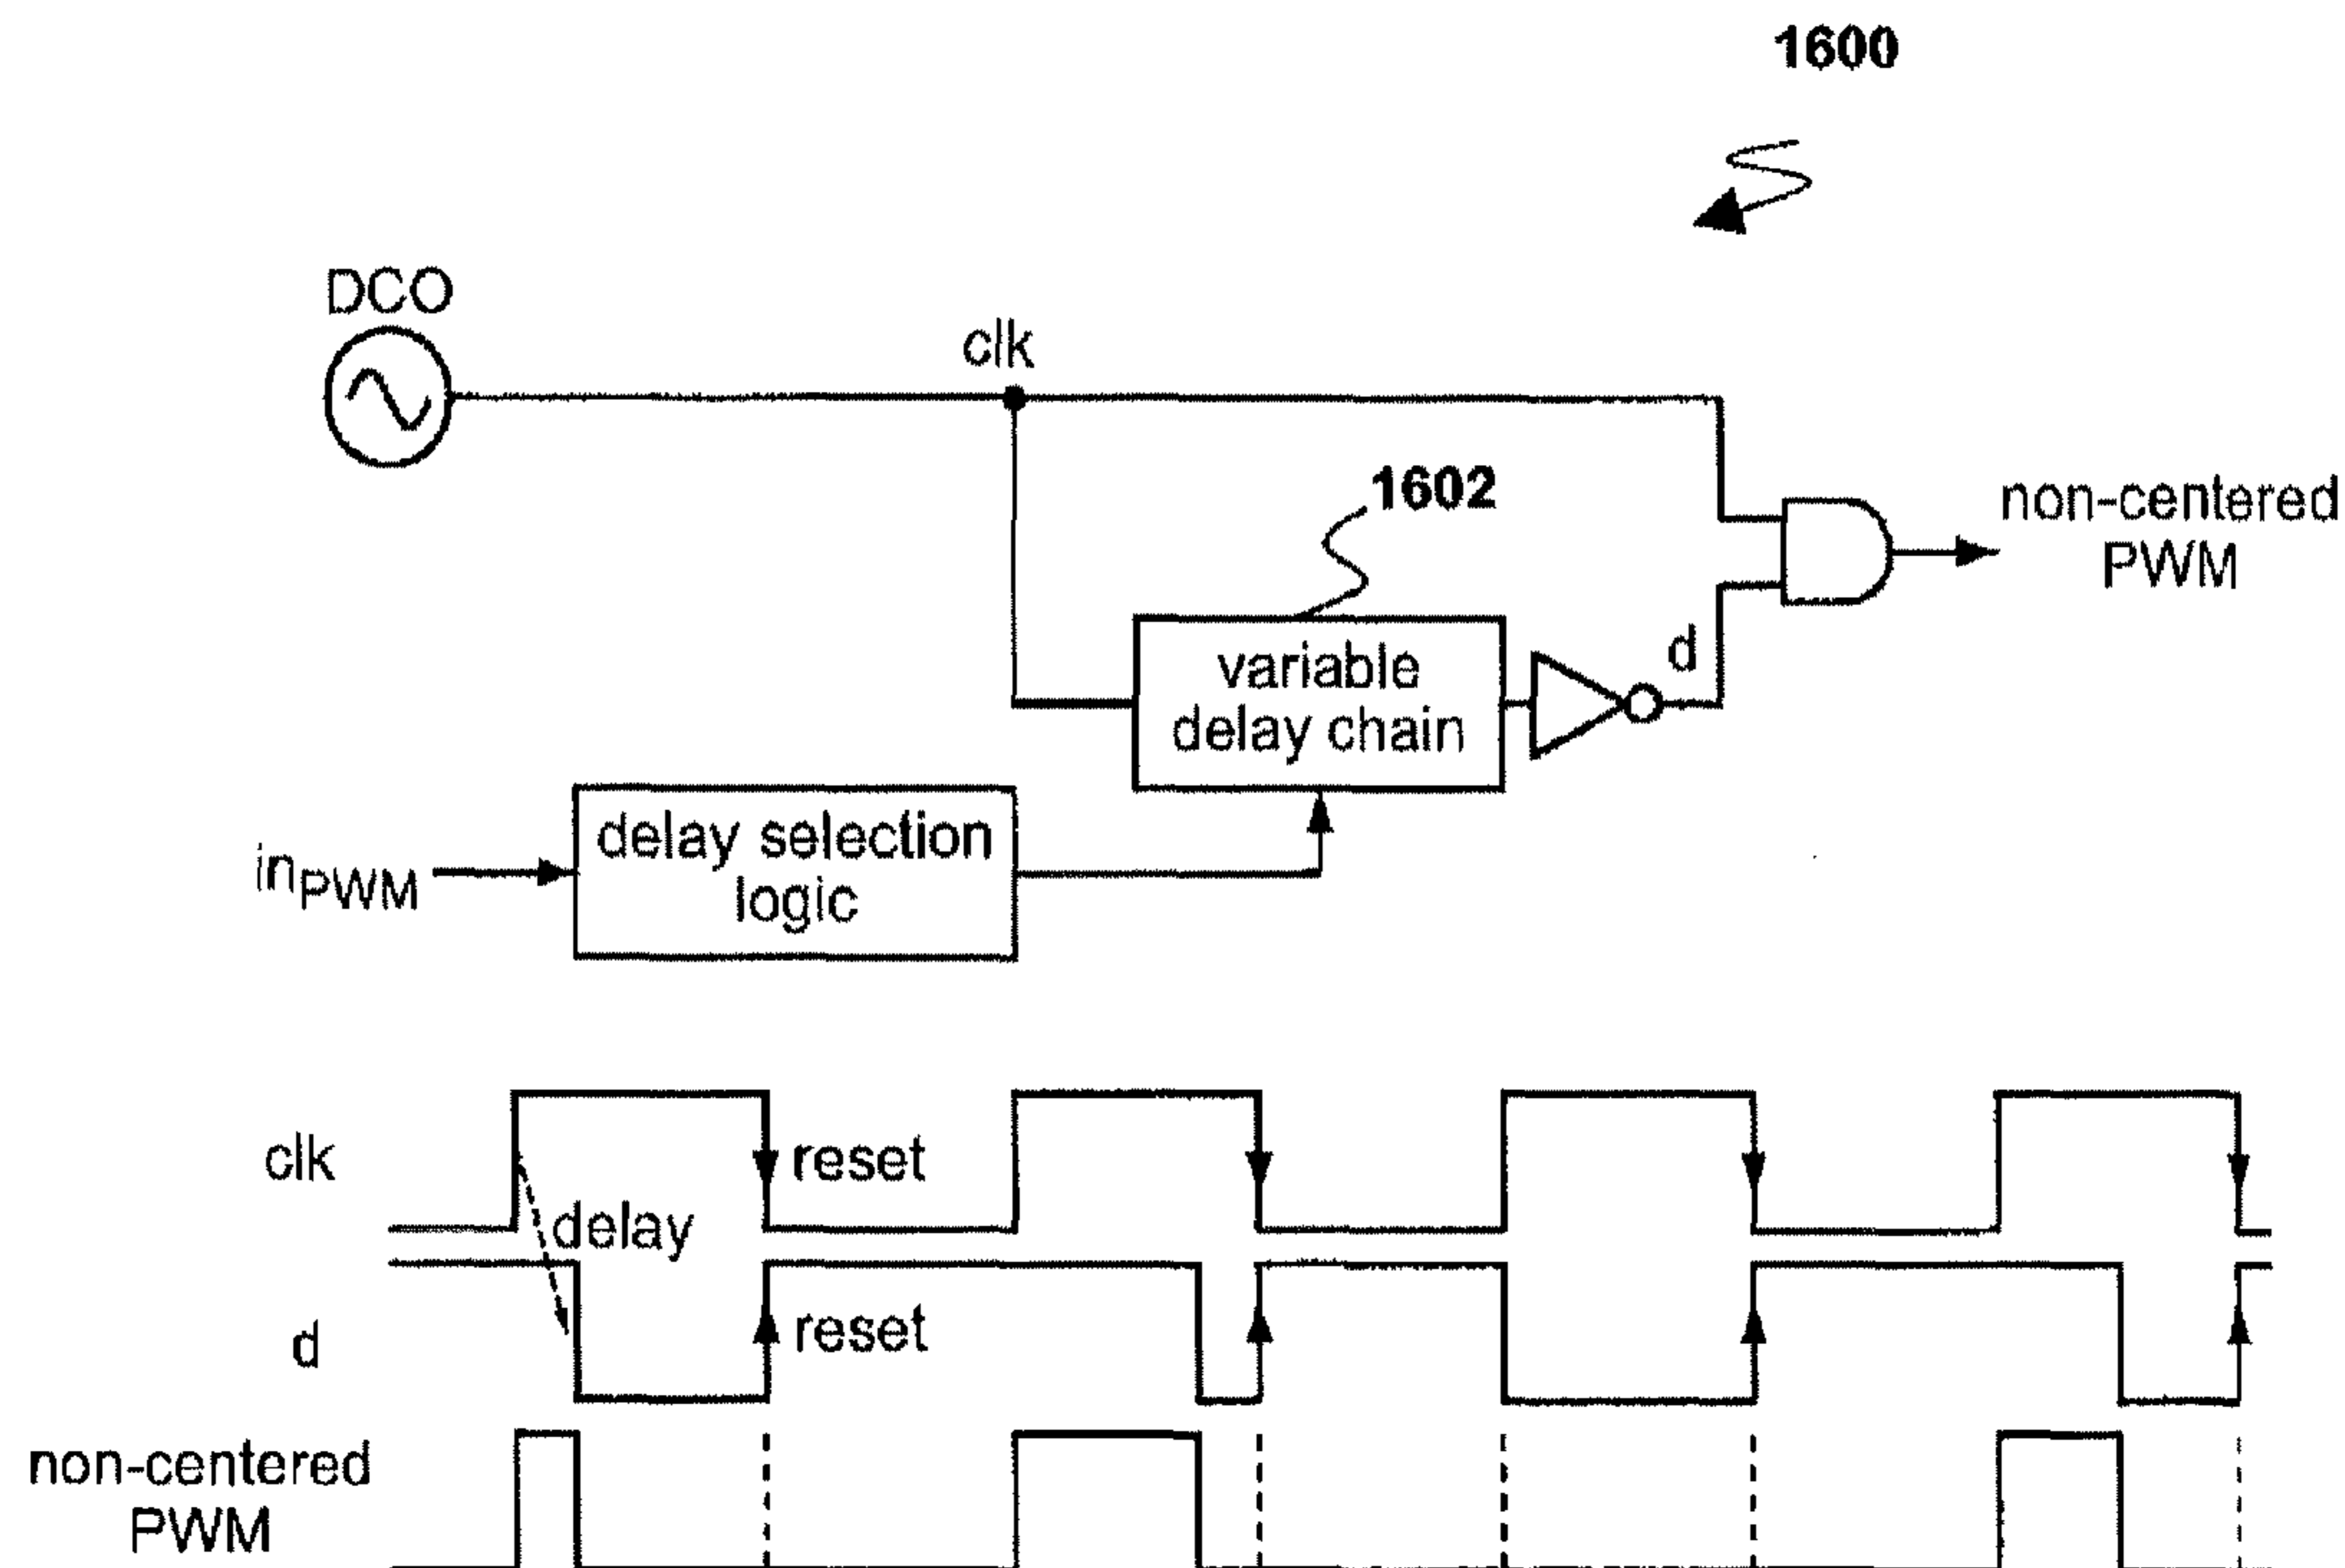 1600
DCO
clk
1602
non-centered
PWM
variable
delay chain
d
in_PWM
delay selection
logic
clk
reset
delay
d
reset
non-centered
PWM